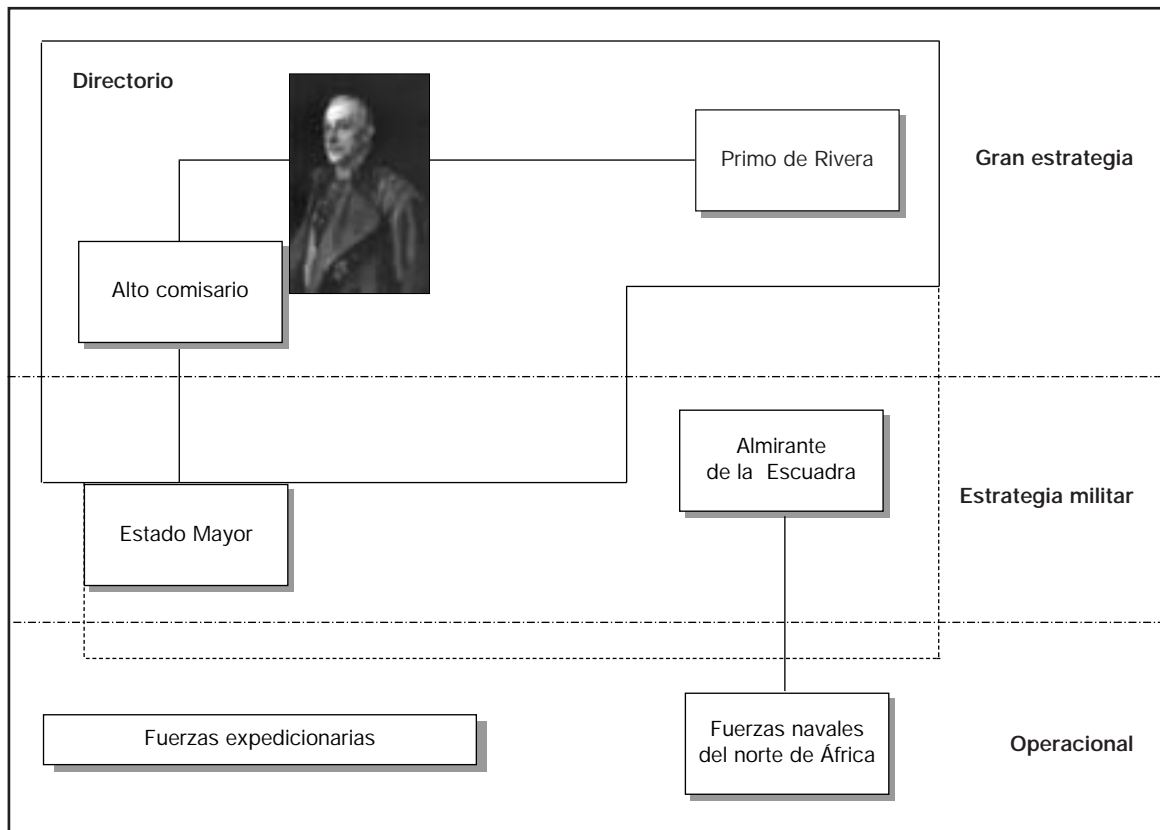 Directorio
Primo de Rivera
Gran estrategia
Alto comisario
Almirante
de la Escuadra
Estrategia militar
Estado Mayor
Fuerzas expedicionarias
Fuerzas navales
del norte de África
Operacional